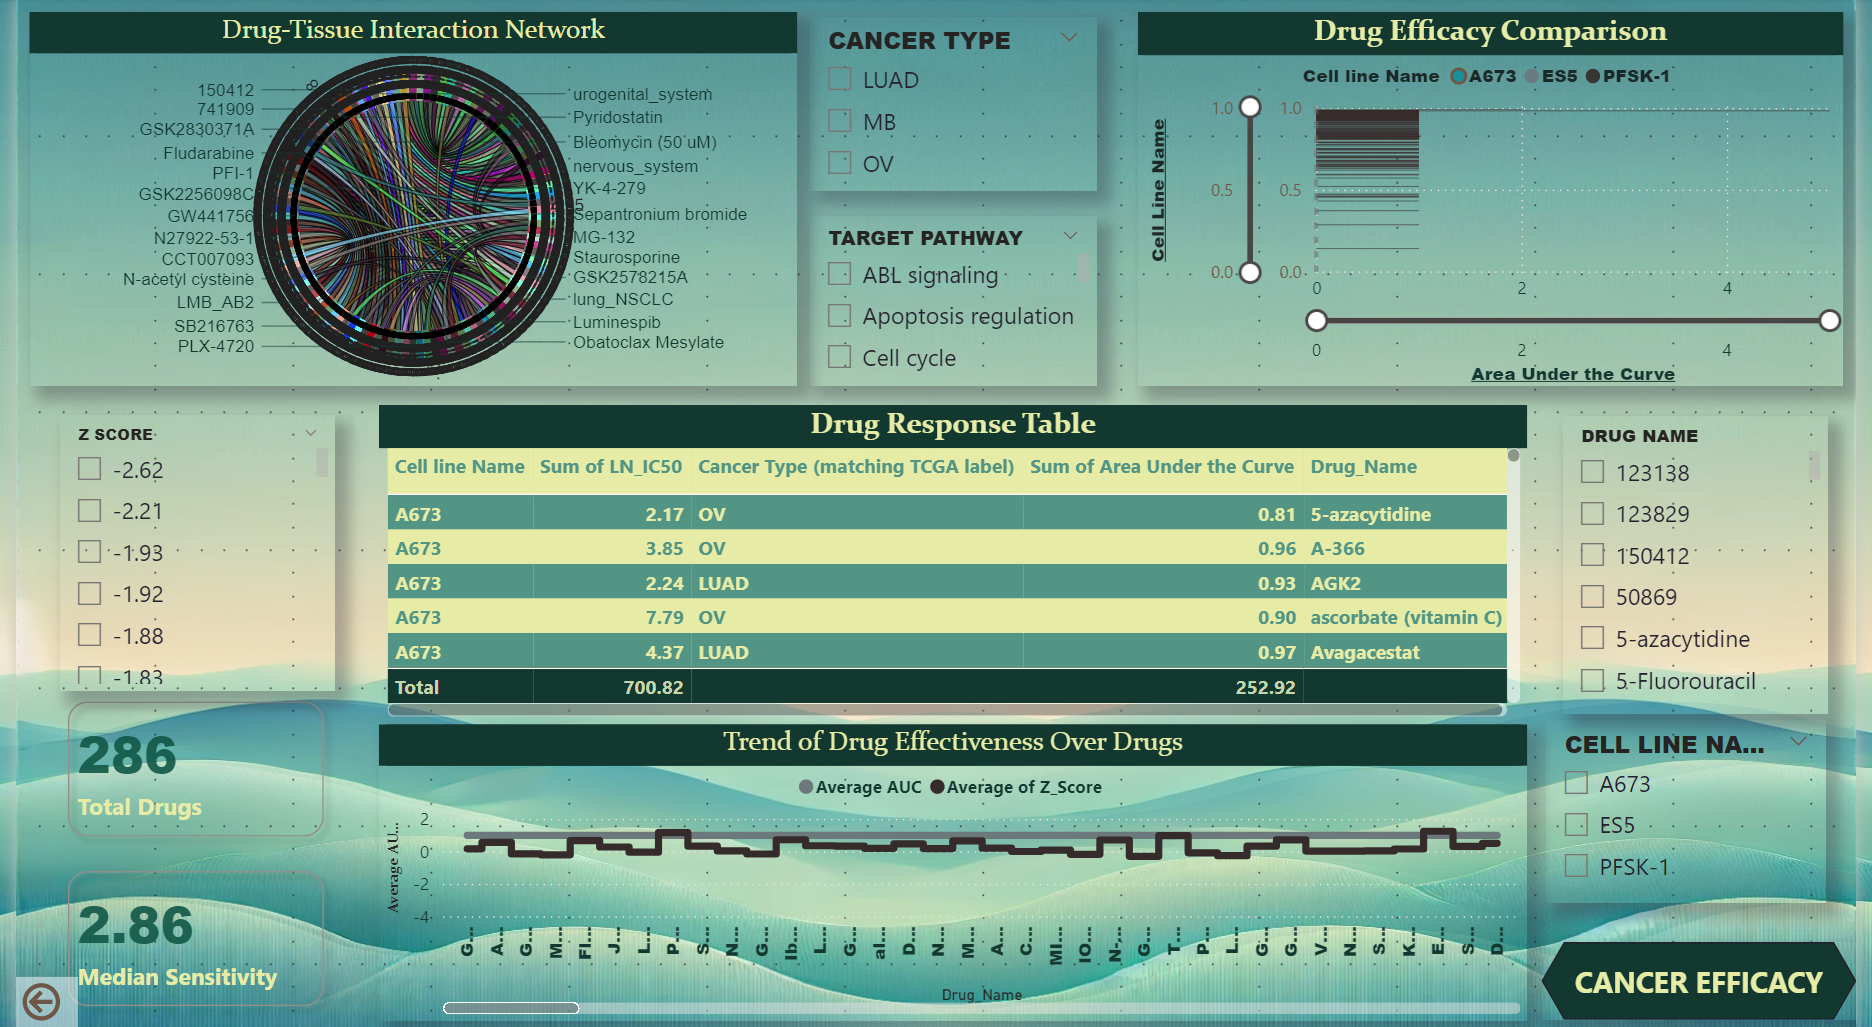 Drug-Tissue Interaction Network
150412
741909
GSK2830371A
Fludarabine
PFI-1
GSK2256098C
GW441756
N27922-53-1
CCT007093
N-acetyl cysteine
LMB_AB2
SB216763
PLX-4720
8
urogenital_system
Pyridostatin
Bleomycin (50 uM)
nervous_system
YK-4-279
5
Sepantronium bromide
MG-132
Staurosporine
GSK2578215A
lung_NSCLC
Luminespib
Obatoclax Mesylate
CANCER TYPE
LUAD
MB
OV
TARGET PATHWAY
ABL signaling
Apoptosis regulation
Cell cycle
Drug Efficacy Comparison
Cell line Name A673 ES5 PFSK-1
Cell Line Name
1.0 1.0
0.5 0.5
0.0 0.0
0 2 4
0 2 4
Area Under the Curve
Z SCORE
-2.62
-2.21
-1.93
-1.92
-1.88
-1.83
Drug Response Table
Cell line Name Sum of LN_IC50 Cancer Type (matching TCGA label) Sum of Area Under the Curve Drug_Name
A673 2.17 OV 0.81 5-azacytidine
A673 3.85 OV 0.96 A-366
A673 2.24 LUAD 0.93 AGK2
A673 7.79 OV 0.90 ascorbate (vitamin C)
A673 4.37 LUAD 0.97 Avagacestat
Total 700.82 252.92
DRUG NAME
123138
123829
150412
50869
5-azacytidine
5-Fluorouracil
286
Total Drugs
2.86
Median Sensitivity
Trend of Drug Effectiveness Over Drugs
Average AUC Average of Z_Score
Average AU...
2
0
-2
-4
G... A... G... M... Fl... J... L... P... S... N... G... Ib... L... G... al... D... N... M... A... C... MI... IO... N-... G... T... P... L... G... G... V... N... S... K... E... S... D...
Drug_Name
CELL LINE NA...
A673
ES5
PFSK-1
CANCER EFFICACY